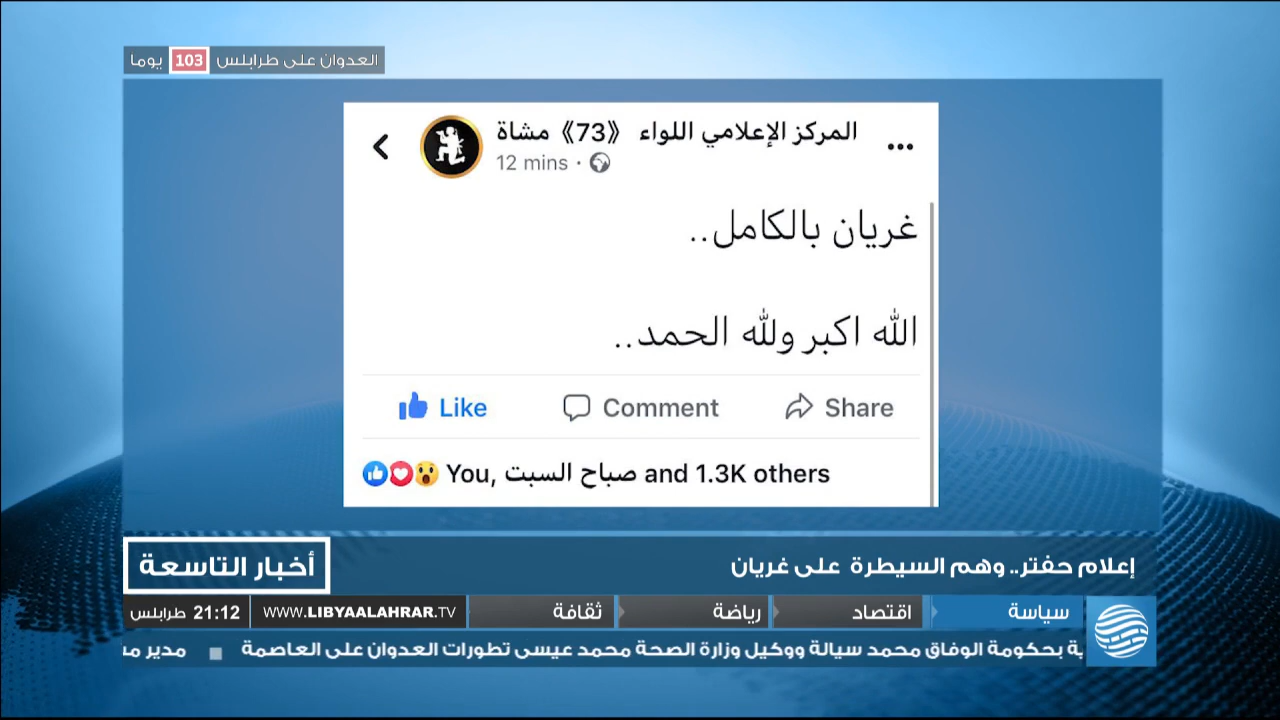 العدوان على طرابلس 103 يوما
المركز الإعلامي اللواء 《73》 مشاة
12 mins ·
غريان بالكامل..
الله اكبر ولله الحمد..
Like Comment Share
You, صباح السبت and 1.3K others
إعلام حفتر.. وهم السيطرة على غريان
أخبار التاسعة
سياسة اقتصاد رياضة ثقافة WWW.LIBYAALAHRAR.TV 21:12 طرابلس
بحكومة الوفاق محمد سيالة ووكيل وزارة الصحة محمد عيسى تطورات العدوان على العاصمة ■ مدير